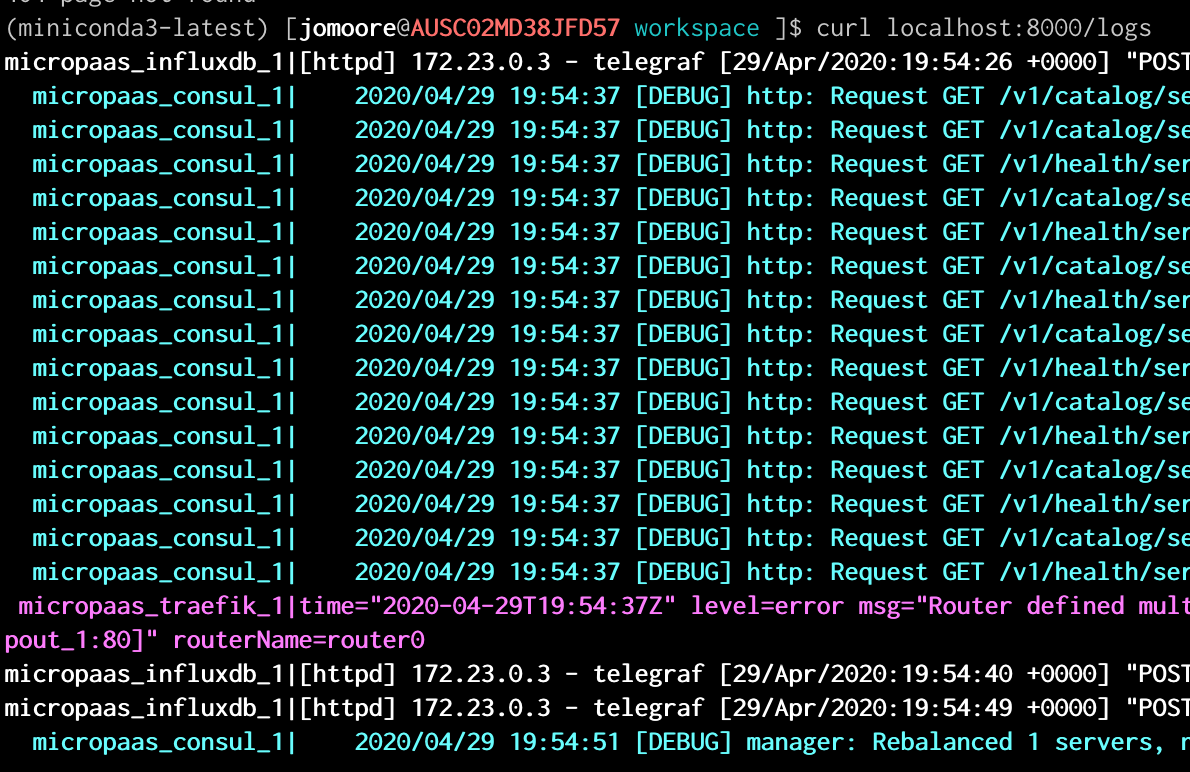 404 page not found
(miniconda3-latest) [jomoore@AUSC02MD38JFD57 workspace ]$ curl localhost:8000/logs
micropaas_influxdb_1|[httpd] 172.23.0.3 - telegraf [29/Apr/2020:19:54:26 +0000] "POST
micropaas_consul_1|    2020/04/29 19:54:37 [DEBUG] http: Request GET /v1/catalog/se
micropaas_consul_1|    2020/04/29 19:54:37 [DEBUG] http: Request GET /v1/catalog/se
micropaas_consul_1|    2020/04/29 19:54:37 [DEBUG] http: Request GET /v1/health/ser
micropaas_consul_1|    2020/04/29 19:54:37 [DEBUG] http: Request GET /v1/catalog/se
micropaas_consul_1|    2020/04/29 19:54:37 [DEBUG] http: Request GET /v1/health/ser
micropaas_consul_1|    2020/04/29 19:54:37 [DEBUG] http: Request GET /v1/catalog/se
micropaas_consul_1|    2020/04/29 19:54:37 [DEBUG] http: Request GET /v1/health/ser
micropaas_consul_1|    2020/04/29 19:54:37 [DEBUG] http: Request GET /v1/catalog/se
micropaas_consul_1|    2020/04/29 19:54:37 [DEBUG] http: Request GET /v1/health/ser
micropaas_consul_1|    2020/04/29 19:54:37 [DEBUG] http: Request GET /v1/catalog/se
micropaas_consul_1|    2020/04/29 19:54:37 [DEBUG] http: Request GET /v1/health/ser
micropaas_consul_1|    2020/04/29 19:54:37 [DEBUG] http: Request GET /v1/catalog/se
micropaas_consul_1|    2020/04/29 19:54:37 [DEBUG] http: Request GET /v1/health/ser
micropaas_consul_1|    2020/04/29 19:54:37 [DEBUG] http: Request GET /v1/catalog/se
micropaas_consul_1|    2020/04/29 19:54:37 [DEBUG] http: Request GET /v1/health/ser
micropaas_traefik_1|time="2020-04-29T19:54:37Z" level=error msg="Router defined mult
pout_1:80]" routerName=router0
micropaas_influxdb_1|[httpd] 172.23.0.3 - telegraf [29/Apr/2020:19:54:40 +0000] "POST
micropaas_influxdb_1|[httpd] 172.23.0.3 - telegraf [29/Apr/2020:19:54:49 +0000] "POST
micropaas_consul_1|    2020/04/29 19:54:51 [DEBUG] manager: Rebalanced 1 servers,